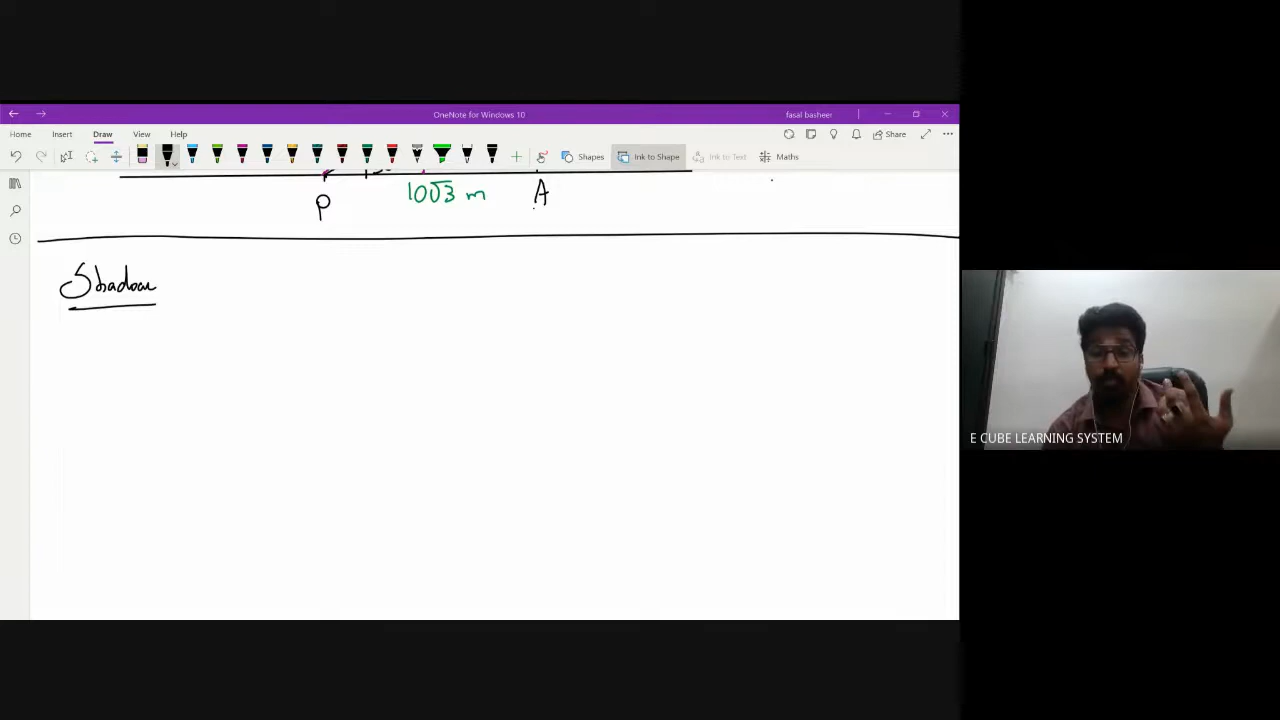 OneNote for Windows 10
fasal basheer
Home Insert Draw View Help
Share
Shapes Ink to Shape Ink to Text Maths
10√3 m
P A
Shadow
E CUBE LEARNING SYSTEM